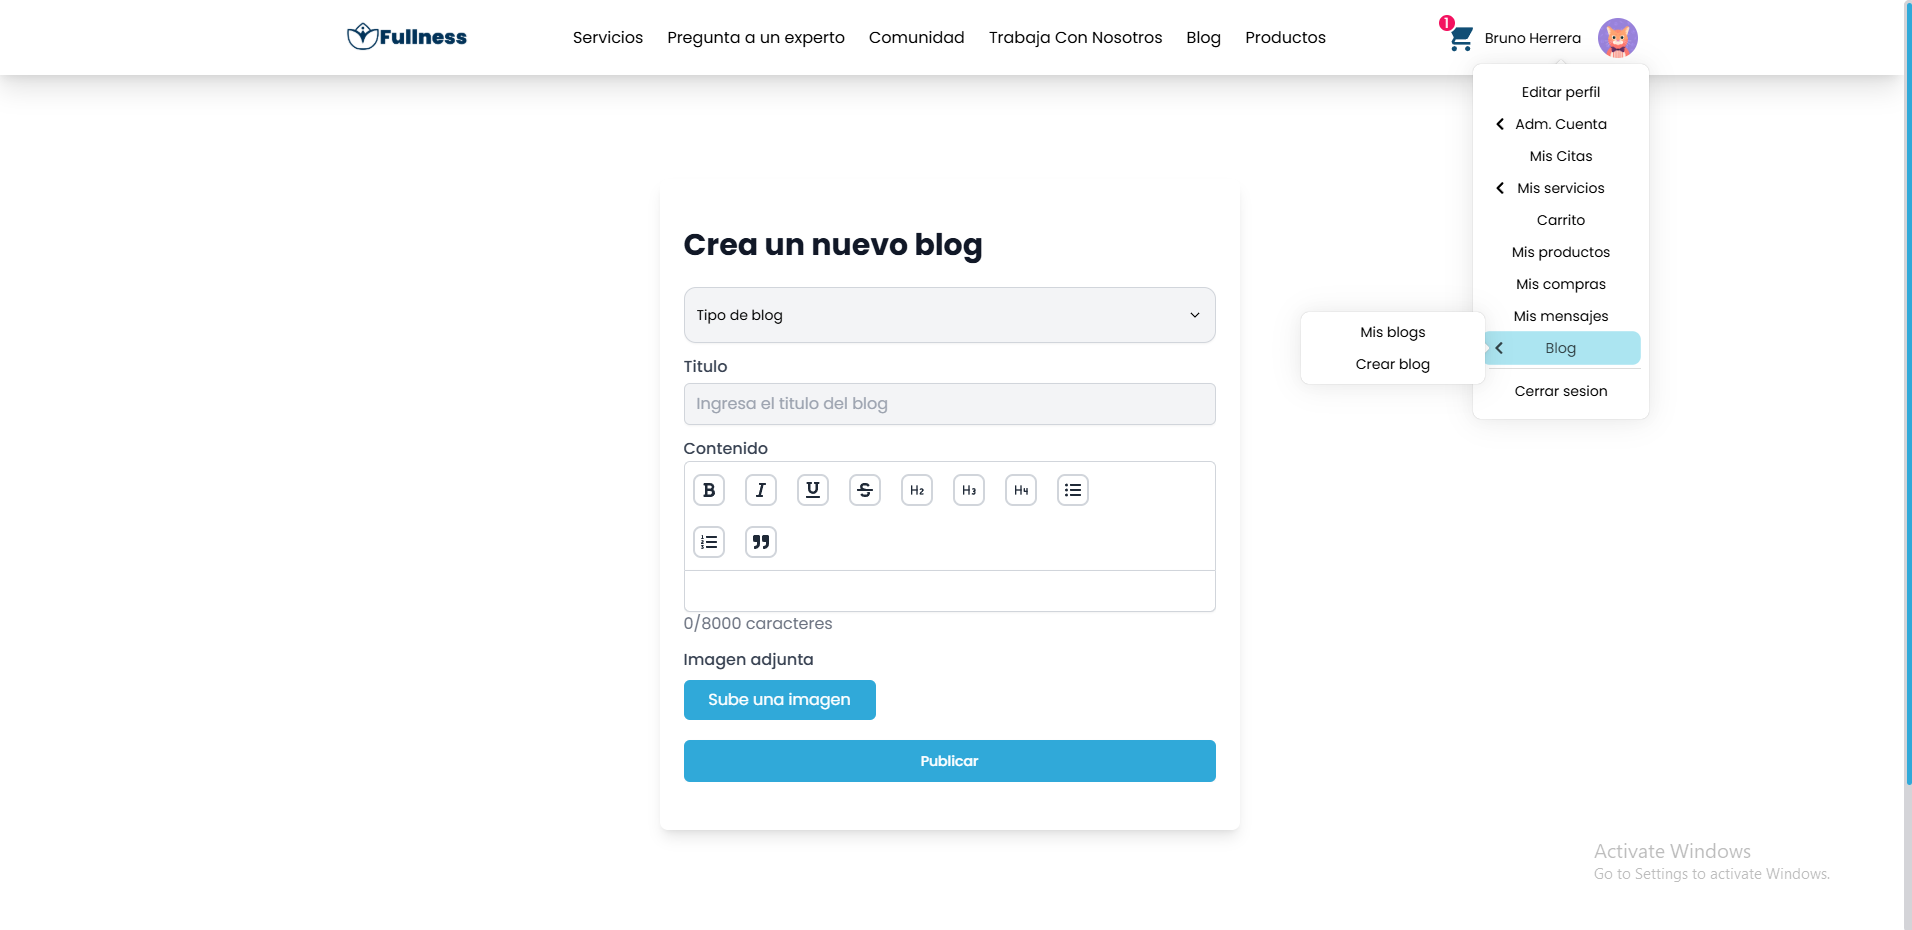 Fullness
Servicios
Pregunta a un experto
Comunidad
Trabaja Con Nosotros
Blog
Productos
1
Bruno Herrera
Editar perfil
Adm. Cuenta
Mis Citas
Mis servicios
Carrito
Mis productos
Mis compras
Mis mensajes
Blog
Cerrar sesion
Mis blogs
Crear blog
Crea un nuevo blog
Tipo de blog
Titulo
Ingresa el titulo del blog
Contenido
B I U S H2 H3 H4
0/8000 caracteres
Imagen adjunta
Sube una imagen
Publicar
Activate Windows
Go to Settings to activate Windows.